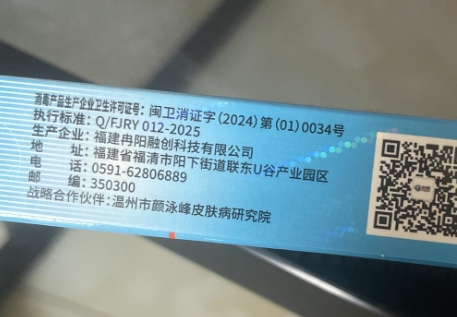 消毒产品生产企业卫生许可证号：闽卫消证字(2024)第(01)0034号
执行标准：Q/FJRY 012-2025
生产企业：福建冉阳融创科技有限公司
地　　址：福建省福清市阳下街道联东U谷产业园区
电　　话：0591-62806889
邮　　编：350300
战略合作伙伴：温州市颜泳峰皮肤病研究院